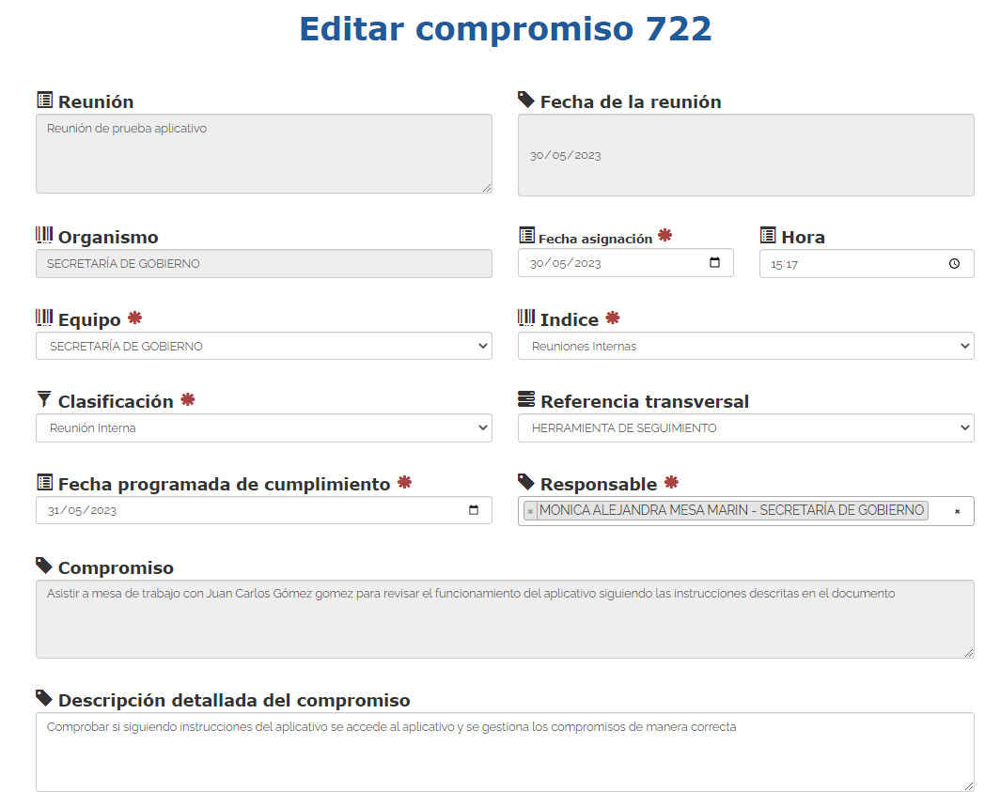 Editar compromiso 722
Reunión
Fecha de la reunión
Reunión de prueba aplicativo
30/05/2023
Organismo
Fecha asignación
Hora
SECRETARÍA DE GOBIERNO
30/05/2023
15:17
Equipo
Indice
SECRETARÍA DE GOBIERNO
Reuniones Internas
Clasificación
Referencia transversal
Reunión Interna
HERRAMIENTA DE SEGUIMIENTO
Fecha programada de cumplimiento
Responsable
31/05/2023
× MONICA ALEJANDRA MESA MARIN - SECRETARÍA DE GOBIERNO ×
Compromiso
Asistir a mesa de trabajo con Juan Carlos Gómez gomez para revisar el funcionamiento del aplicativo siguiendo las instrucciones descritas en el documento
Descripción detallada del compromiso
Comprobar si siguiendo instrucciones del aplicativo se accede al aplicativo y se gestiona los compromisos de manera correcta